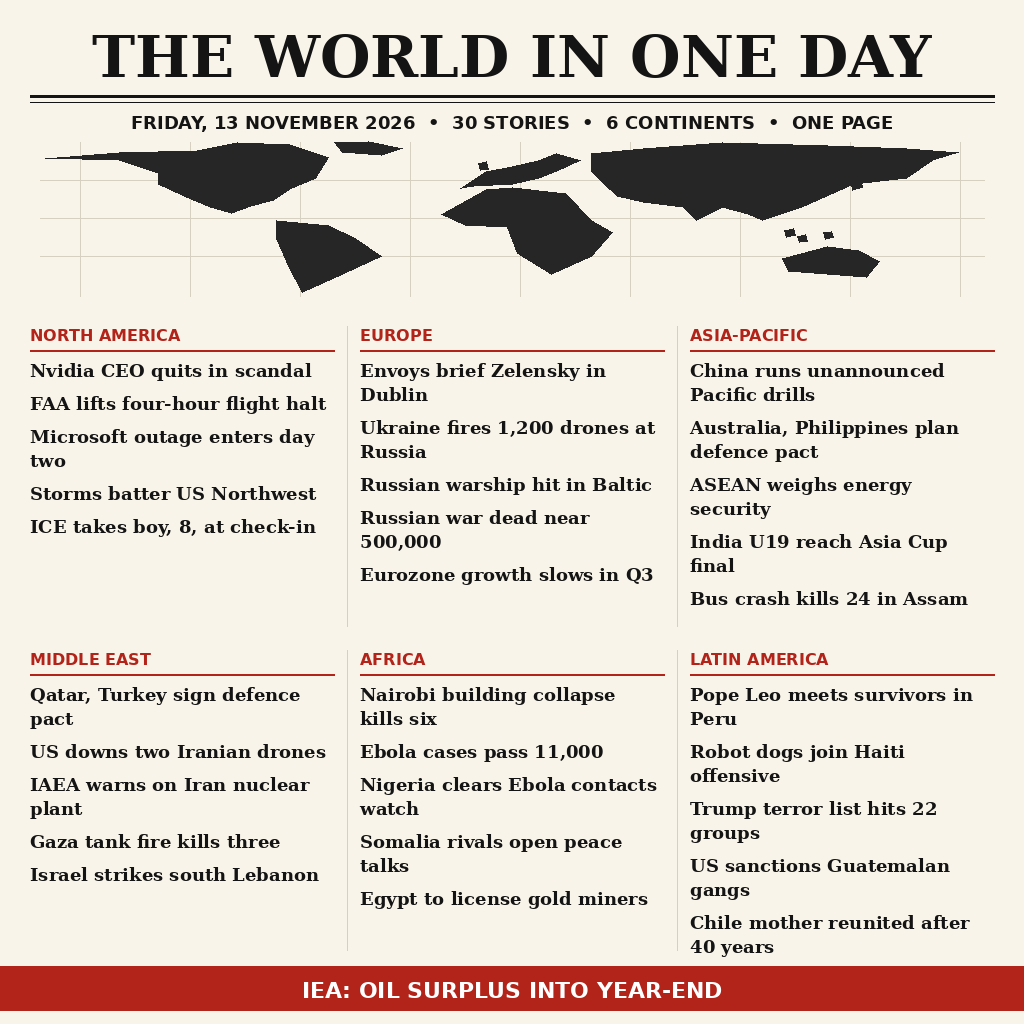 THE WORLD IN ONE DAY
FRIDAY, 13 NOVEMBER 2026 • 30 STORIES • 6 CONTINENTS • ONE PAGE
NORTH AMERICA
Nvidia CEO quits in scandal
FAA lifts four-hour flight halt
Microsoft outage enters day
two
Storms batter US Northwest
ICE takes boy, 8, at check-in
EUROPE
Envoys brief Zelensky in
Dublin
Ukraine fires 1,200 drones at
Russia
Russian warship hit in Baltic
Russian war dead near
500,000
Eurozone growth slows in Q3
ASIA-PACIFIC
China runs unannounced
Pacific drills
Australia, Philippines plan
defence pact
ASEAN weighs energy
security
India U19 reach Asia Cup
final
Bus crash kills 24 in Assam
MIDDLE EAST
Qatar, Turkey sign defence
pact
US downs two Iranian drones
IAEA warns on Iran nuclear
plant
Gaza tank fire kills three
Israel strikes south Lebanon
AFRICA
Nairobi building collapse
kills six
Ebola cases pass 11,000
Nigeria clears Ebola contacts
watch
Somalia rivals open peace
talks
Egypt to license gold miners
LATIN AMERICA
Pope Leo meets survivors in
Peru
Robot dogs join Haiti
offensive
Trump terror list hits 22
groups
US sanctions Guatemalan
gangs
Chile mother reunited after
40 years
IEA: OIL SURPLUS INTO YEAR-END